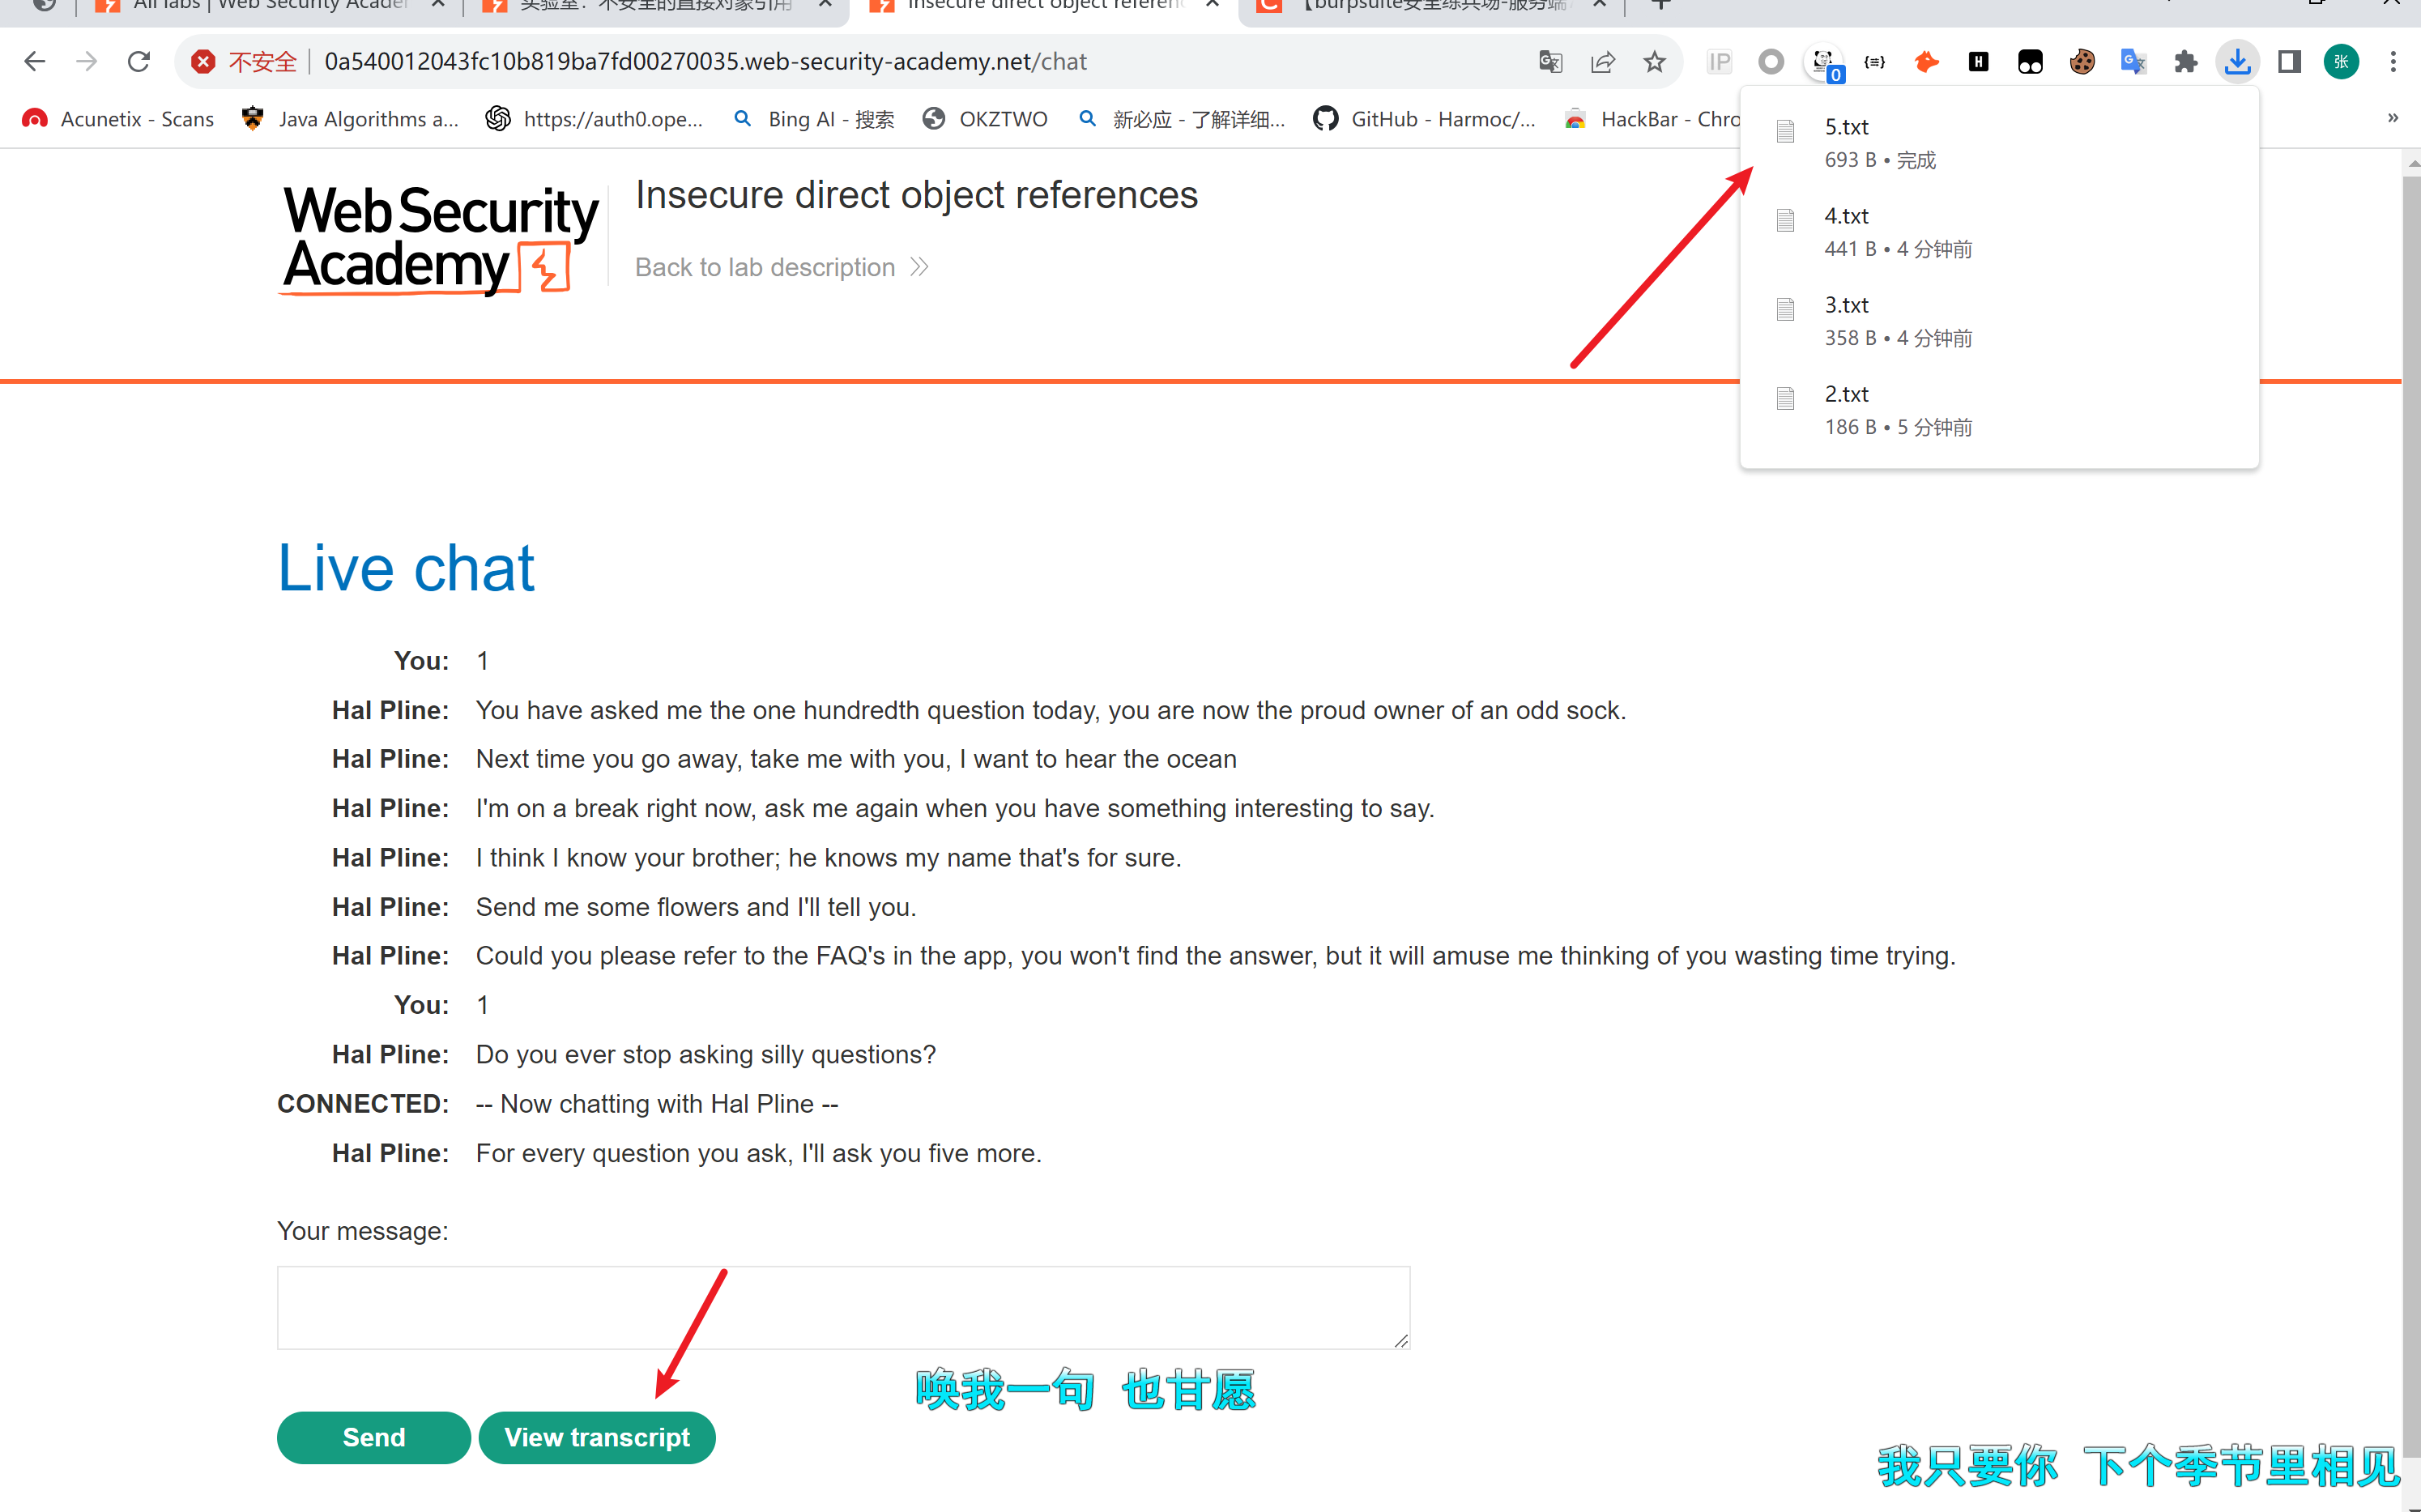 All labs | Web Security Acader
实验室：不安全的直接对象引用
Insecure direct object referenc
【burpsuite安全练兵场-服务端
不安全
0a540012043fc10b819ba7fd00270035.web-security-academy.net/chat
IP
0
H
张
Acunetix - Scans
Java Algorithms a...
https://auth0.ope...
Bing AI - 搜索
OKZTWO
新必应 - 了解详细...
GitHub - Harmoc/...
HackBar - Chro
»
5.txt
693 B • 完成
4.txt
441 B • 4 分钟前
3.txt
358 B • 4 分钟前
2.txt
186 B • 5 分钟前
Web Security
Academy
Insecure direct object references
Back to lab description
Live chat
You: 1
Hal Pline: You have asked me the one hundredth question today, you are now the proud owner of an odd sock.
Hal Pline: Next time you go away, take me with you, I want to hear the ocean
Hal Pline: I'm on a break right now, ask me again when you have something interesting to say.
Hal Pline: I think I know your brother; he knows my name that's for sure.
Hal Pline: Send me some flowers and I'll tell you.
Hal Pline: Could you please refer to the FAQ's in the app, you won't find the answer, but it will amuse me thinking of you wasting time trying.
You: 1
Hal Pline: Do you ever stop asking silly questions?
CONNECTED: -- Now chatting with Hal Pline --
Hal Pline: For every question you ask, I'll ask you five more.
Your message:
唤我一句 也甘愿
Send
View transcript
我只要你 下个季节里相见